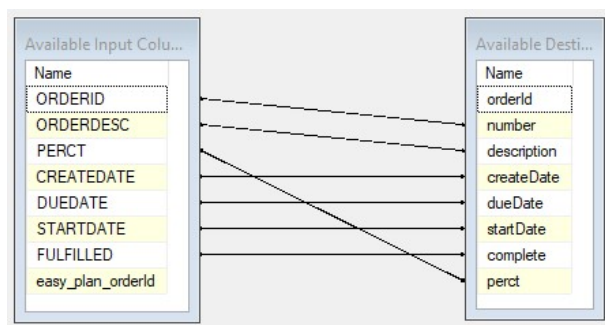 Available Input Colu...
Name
ORDERID
ORDERDESC
PERCT
CREATEDATE
DUEDATE
STARTDATE
FULFILLED
easy_plan_orderId
Available Desti...
Name
orderId
number
description
createDate
dueDate
startDate
complete
perct